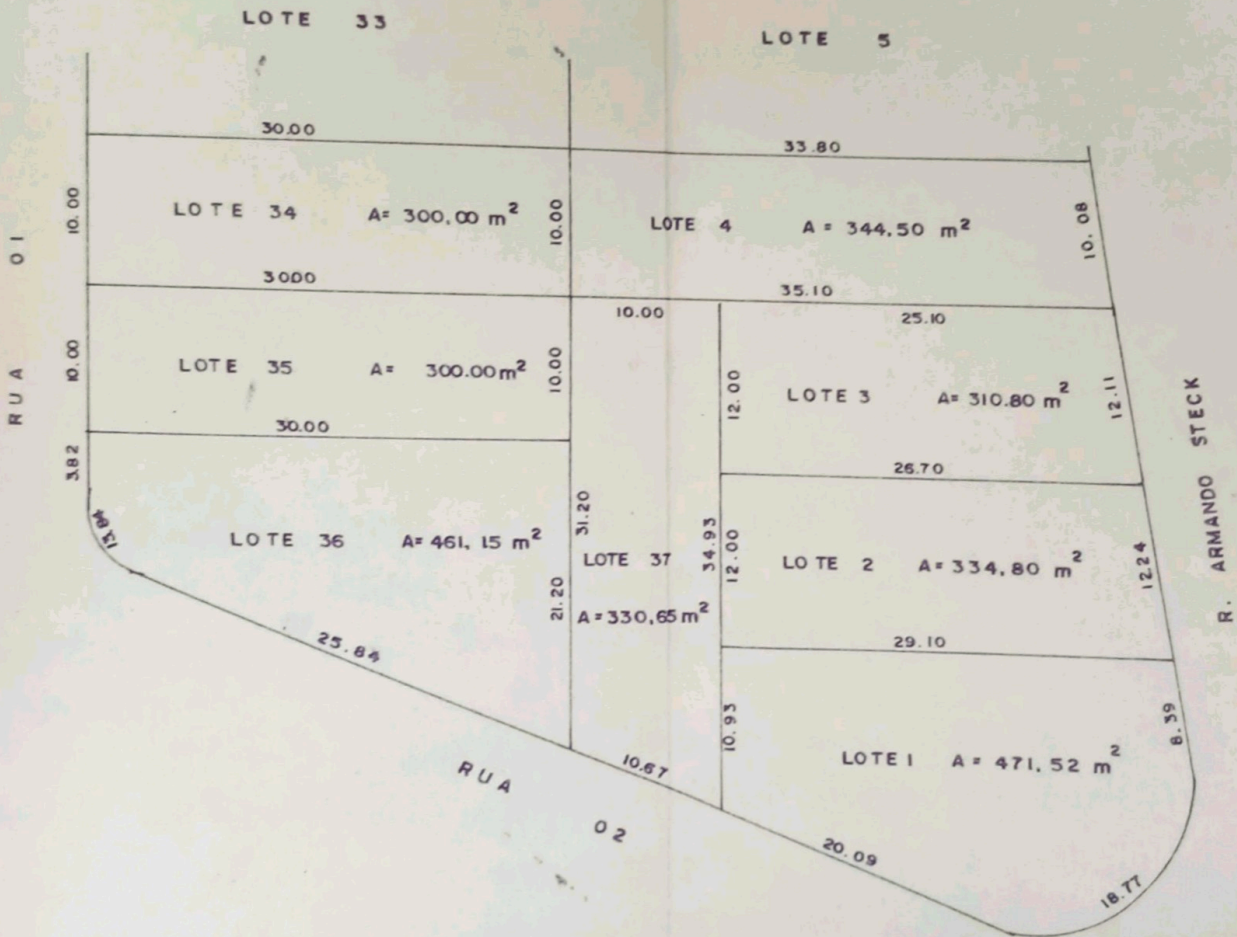 LOTE 33
LOTE 5
30.00
33.80
RUA 01
10.00
LOTE 34 A= 300.00 m²
10.00
LOTE 4 A= 344.50 m²
10.08
3000
35.10
10.00
25.10
10.00
LOTE 35 A= 300.00 m²
10.00
12.00
LOTE 3 A= 310.80 m²
12.11
R. ARMANDO STECK
30.00
26.70
3.82
13.84
LOTE 36 A= 461,15 m²
31.20
21.20
LOTE 37
A= 330,65 m²
34.93
12.00
LOTE 2 A= 334,80 m²
12.24
25.84
29.10
10.93
LOTE 1 A= 471,52 m²
8.39
10.67
RUA 02
20.09
18.77